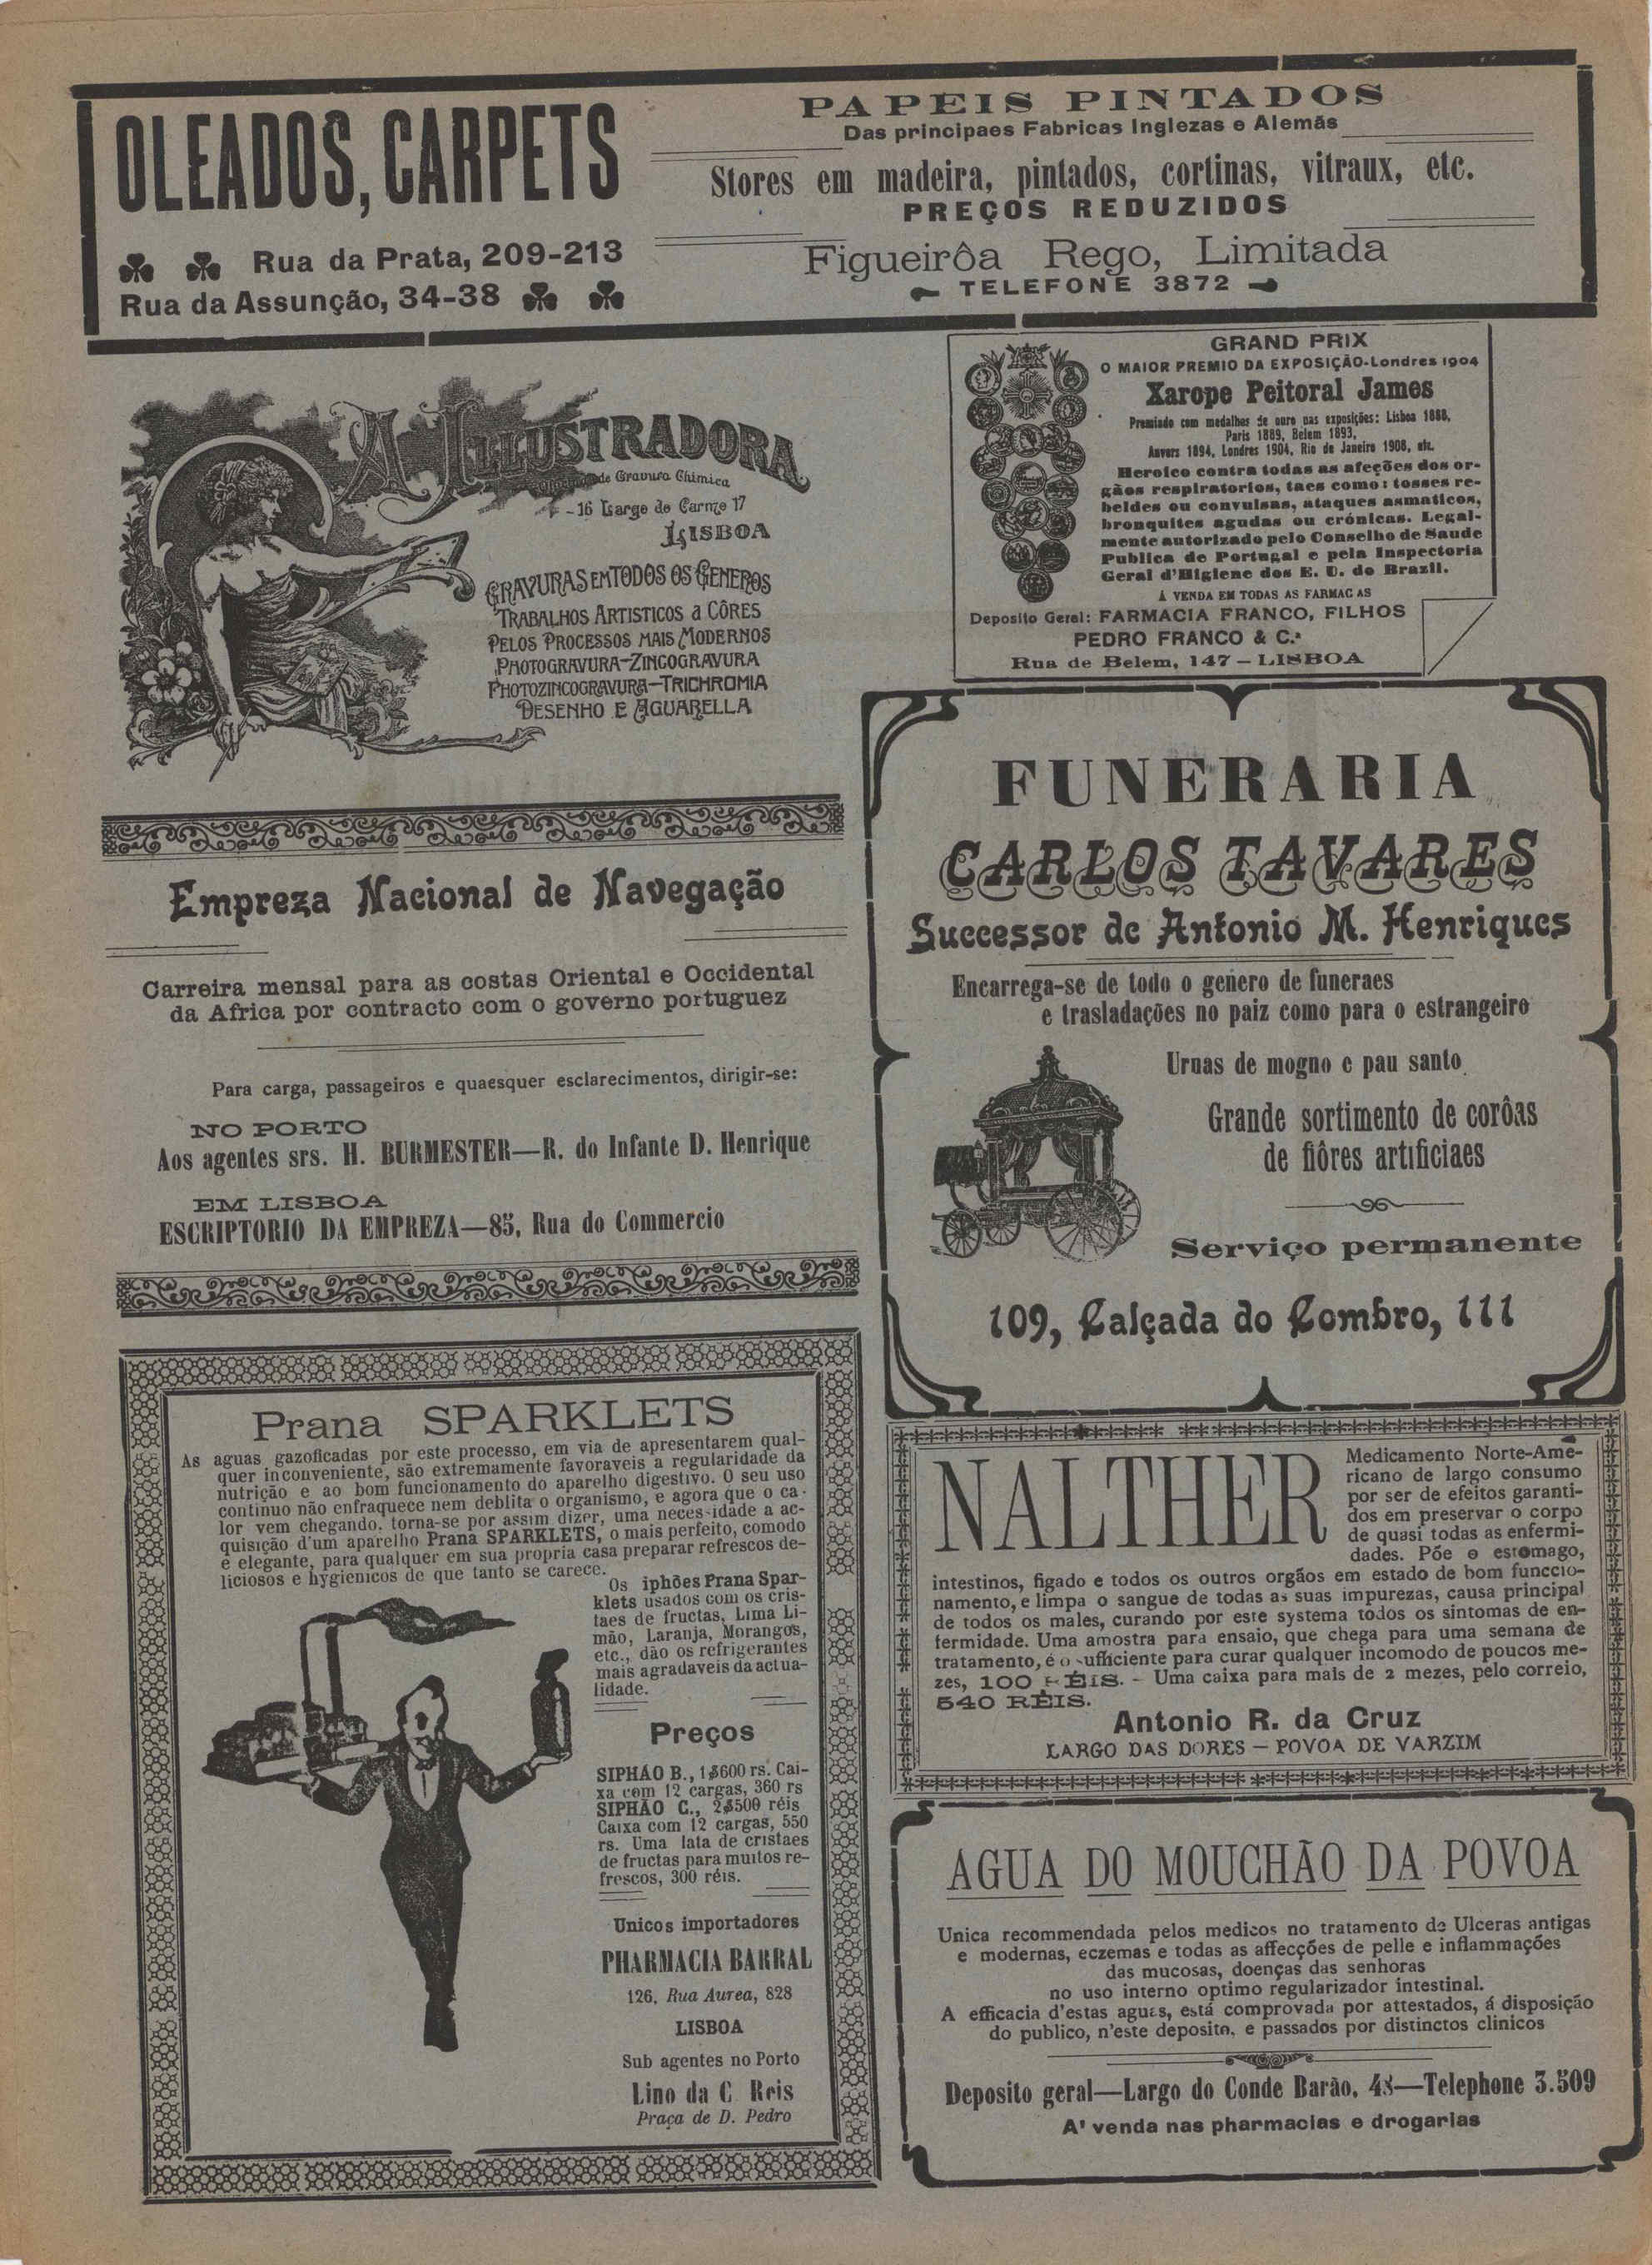 OLEADOS, CARPETS
Rua da Prata, 209-213
Rua da Assunção, 34-38
PAPEIS PINTADOS
Das principaes Fabricas Inglezas e Alemãs
Stores em madeira, pintados, cortinas, vitraux, etc.
PREÇOS REDUZIDOS
Figueirôa Rego, Limitada
TELEFONE 3872
A ILLUSTRADORA
de Gravura Chimica
-16 Largo do Carmo 17
LISBOA
GRAVURAS EM TODOS OS GENEROS
TRABALHOS ARTISTICOS a CÔRES
PELOS PROCESSOS MAIS MODERNOS
PHOTOGRAVURA-ZINCOGRAVURA
PHOTOZINCOGRAVURA-TRICHROMIA
DESENHO E AGUARELLA
GRAND PRIX
O MAIOR PREMIO DA EXPOSIÇÃO-Londres 1904
Xarope Peitoral James
Premiado com medalhas de ouro nas exposições: Lisboa 1888,
Paris 1889, Belem 1893,
Anvers 1894, Londres 1904, Rio de Janeiro 1908, etc.
Heroico contra todas as afeções dos or-
gãos respiratorios, taes como: tosses re-
beldes ou convulsas, ataques asmaticos,
bronquites agudas ou crónicas. Legal-
mente autorizado pelo Conselho de Saude
Publica de Portugal e pela Inspectoria
Geral d'Higiene dos E. U. do Brazil.
Á VENDA EM TODAS AS FARMAC AS
Deposito Geral: FARMACIA FRANCO, FILHOS
PEDRO FRANCO & C.ª
Rua de Belem, 147 – LISBOA
Empreza Nacional de Navegação
Carreira mensal para as costas Oriental e Occidental
da Africa por contracto com o governo portuguez
Para carga, passageiros e quaesquer esclarecimentos, dirigir-se:
NO PORTO
Aos agentes srs. H. BURMESTER—R. do Infante D. Henrique
EM LISBOA
ESCRIPTORIO DA EMPREZA—85, Rua do Commercio
FUNERARIA
CARLOS TAVARES
Successor de Antonio M. Henriques
Encarrega-se de todo o genero de funeraes
e trasladações no paiz como para o estrangeiro
Urnas de mogno e pau santo
Grande sortimento de corôas
de flôres artificiaes
Serviço permanente
109, Calçada do Combro, 111
Prana SPARKLETS
As aguas gazoficadas por este processo, em via de apresentarem qual-
quer inconveniente, são extremamente favoraveis a regularidade da
nutrição e ao bom funcionamento do aparelho digestivo. O seu uso
continuo não enfraquece nem deblita o organismo, e agora que o ca-
lor vem chegando, torna-se por assim dizer, uma neces-idade a ac-
quisição d'um aparelho Prana SPARKLETS, o mais perfeito, comodo
e elegante, para qualquer em sua propria casa preparar refrescos de-
liciosos e hygienicos de que tanto se carece.
Os iphões Prana Spar-
klets usados com os cris-
taes de fructas, Lima Li-
mão, Laranja, Morangos,
etc., dão os refrigerantes
mais agradaveis da actua-
lidade.
Preços
SIPHÃO B., 1$600 rs. Cai-
xa com 12 cargas, 360 rs
SIPHÃO C., 2$500 réis
Caixa com 12 cargas, 550
rs. Uma lata de cristaes
de fructas para muitos re-
frescos, 300 réis.
Unicos importadores
PHARMACIA BARRAL
126, Rua Aurea, 828
LISBOA
Sub agentes no Porto
Lino da C Reis
Praça de D. Pedro
NALTHER
Medicamento Norte-Ame-
ricano de largo consumo
por ser de efeitos garanti-
dos em preservar o corpo
de quasi todas as enfermi-
dades. Põe o estomago,
intestinos, figado e todos os outros orgãos em estado de bom funccio-
namento, e limpa o sangue de todas as suas impurezas, causa principal
de todos os males, curando por este systema todos os sintomas de en-
fermidade. Uma amostra para ensaio, que chega para uma semana de
tratamento, é o sufficiente para curar qualquer incomodo de poucos me-
zes, 100 RÉIS. - Uma caixa para mais de 2 mezes, pelo correio,
540 RÉIS.
Antonio R. da Cruz
LARGO DAS DORES – POVOA DE VARZIM
AGUA DO MOUCHÃO DA POVOA
Unica recommendada pelos medicos no tratamento de Ulceras antigas
e modernas, eczemas e todas as affecções de pelle e inflammações
das mucosas, doenças das senhoras
no uso interno optimo regularizador intestinal.
A efficacia d'estas aguas, está comprovada por attestados, á disposição
do publico, n'este deposito, e passados por distinctos clinicos
Deposito geral—Largo do Conde Barão, 48—Telephone 3.509
A' venda nas pharmacias e drogarias